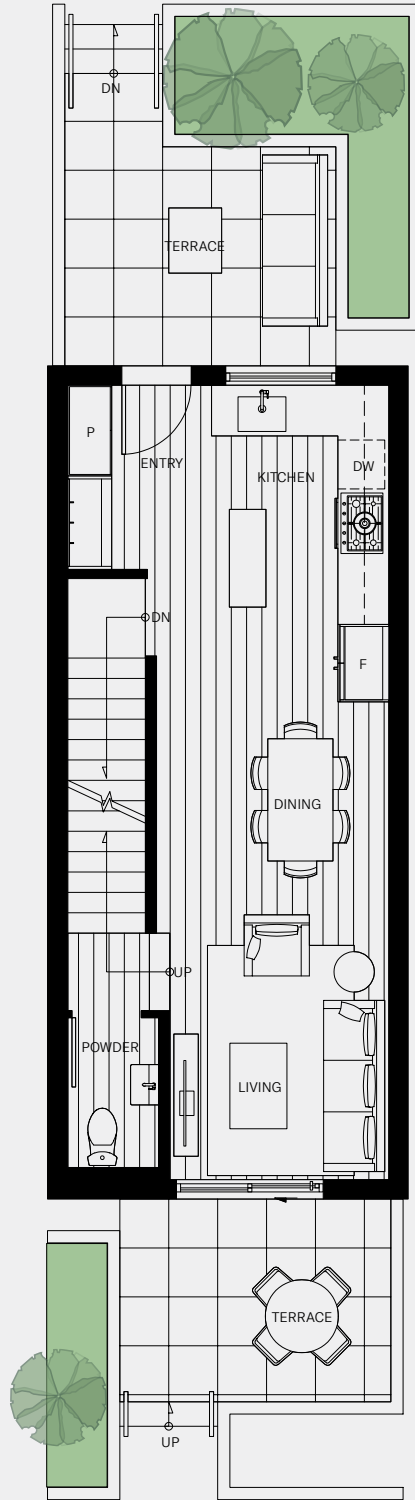 DN
TERRACE
P
ENTRY
KITCHEN
DW
DN
F
DINING
UP
POWDER
LIVING
TERRACE
UP